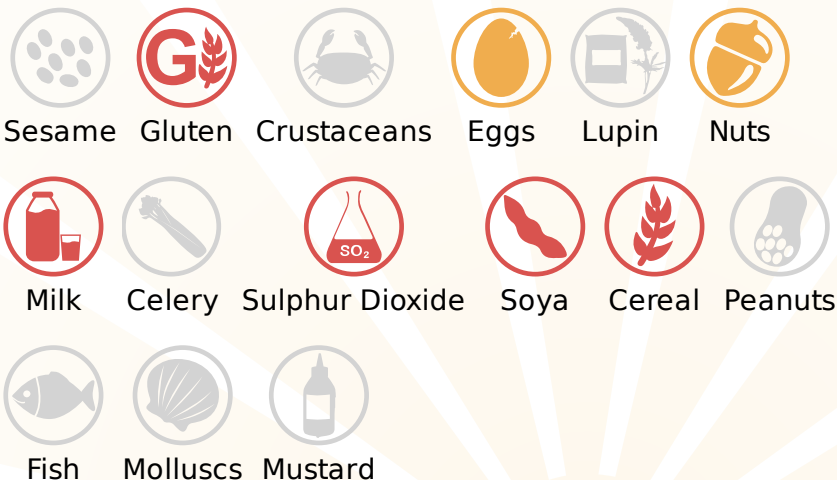 G
Sesame Gluten Crustaceans Eggs Lupin Nuts
SO₂
Milk Celery Sulphur Dioxide Soya Cereal Peanuts
Fish Molluscs Mustard